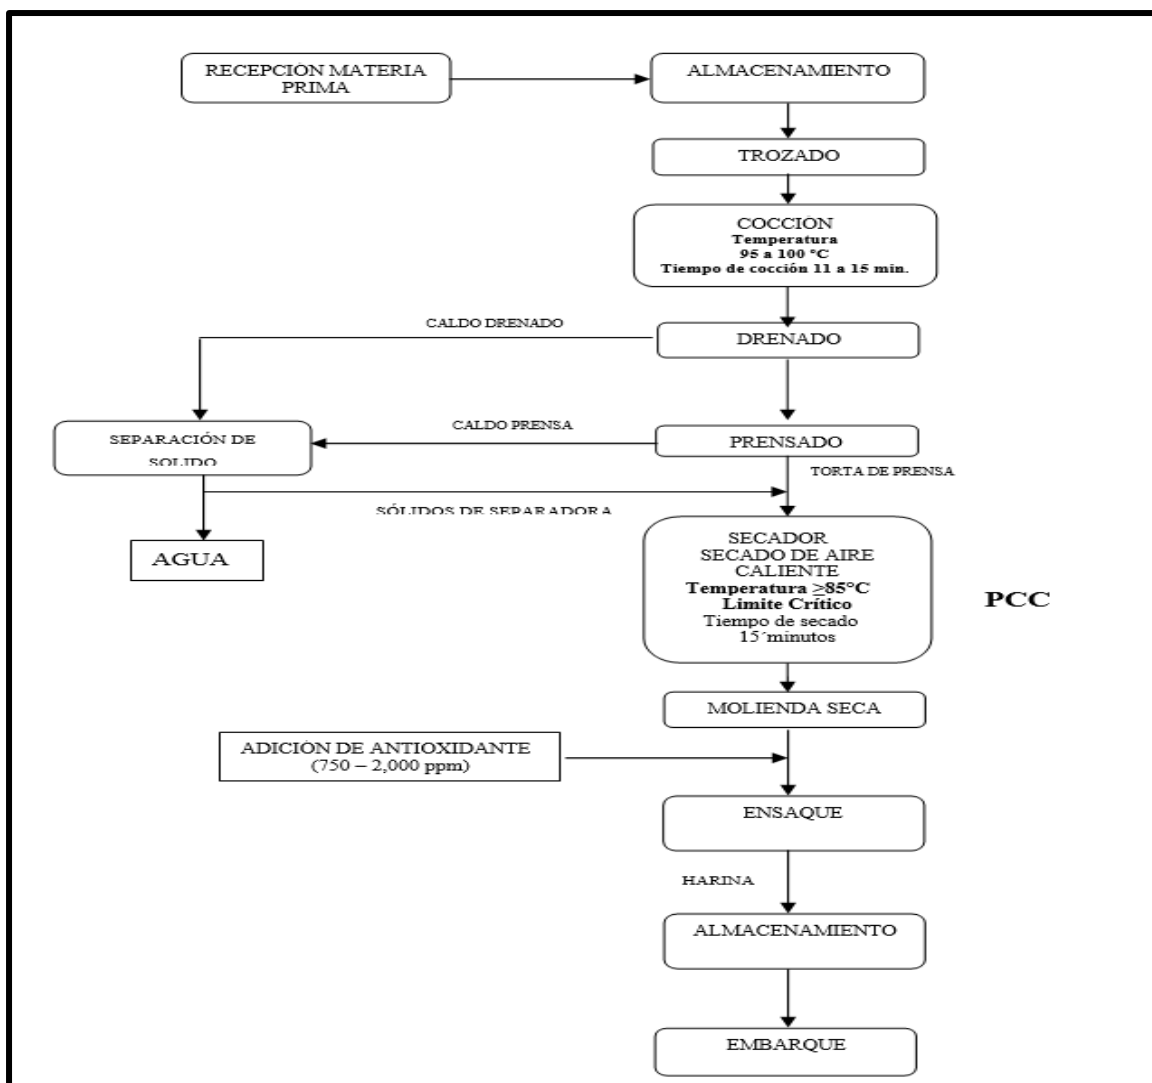 RECEPCIÓN MATERIA
PRIMA
ALMACENAMIENTO
TROZADO
COCCIÓN
Temperatura
95 a 100 °C
Tiempo de cocción 11 a 15 min.
CALDO DRENADO
DRENADO
SEPARACIÓN DE
SOLIDO
CALDO PRENSA
PRENSADO
TORTA DE PRENSA
SÓLIDOS DE SEPARADORA
AGUA
SECADOR
SECADO DE AIRE
CALIENTE
Temperatura ≥85°C
Limite Crítico
Tiempo de secado
15´minutos
PCC
MOLIENDA SECA
ADICIÓN DE ANTIOXIDANTE
(750 – 2,000 ppm)
ENSAQUE
HARINA
ALMACENAMIENTO
EMBARQUE